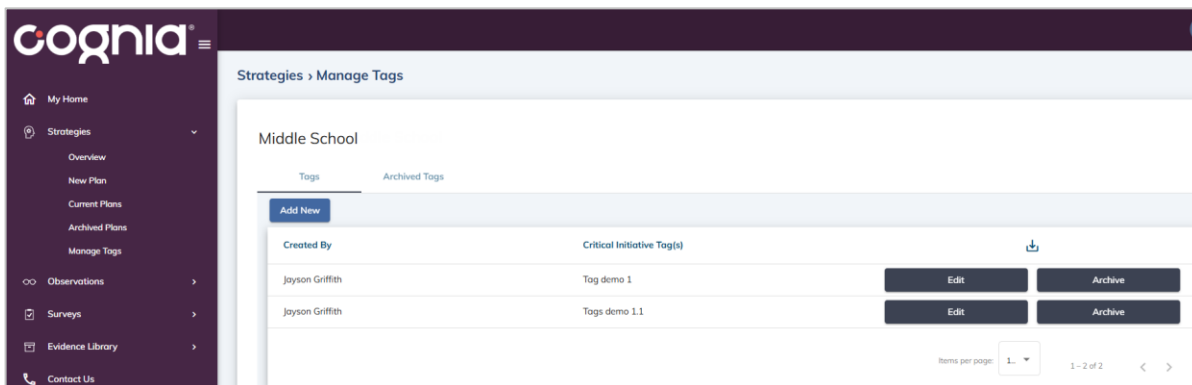 cognia®
Strategies › Manage Tags
My Home
Strategies
Overview
New Plan
Current Plans
Archived Plans
Manage Tags
Observations
Surveys
Evidence Library
Contact Us
Middle School
Tags Archived Tags
Add New
Created By Critical Initiative Tag(s)
Jayson Griffith Tag demo 1 Edit Archive
Jayson Griffith Tags demo 1.1 Edit Archive
Items per page: 1... 1 – 2 of 2